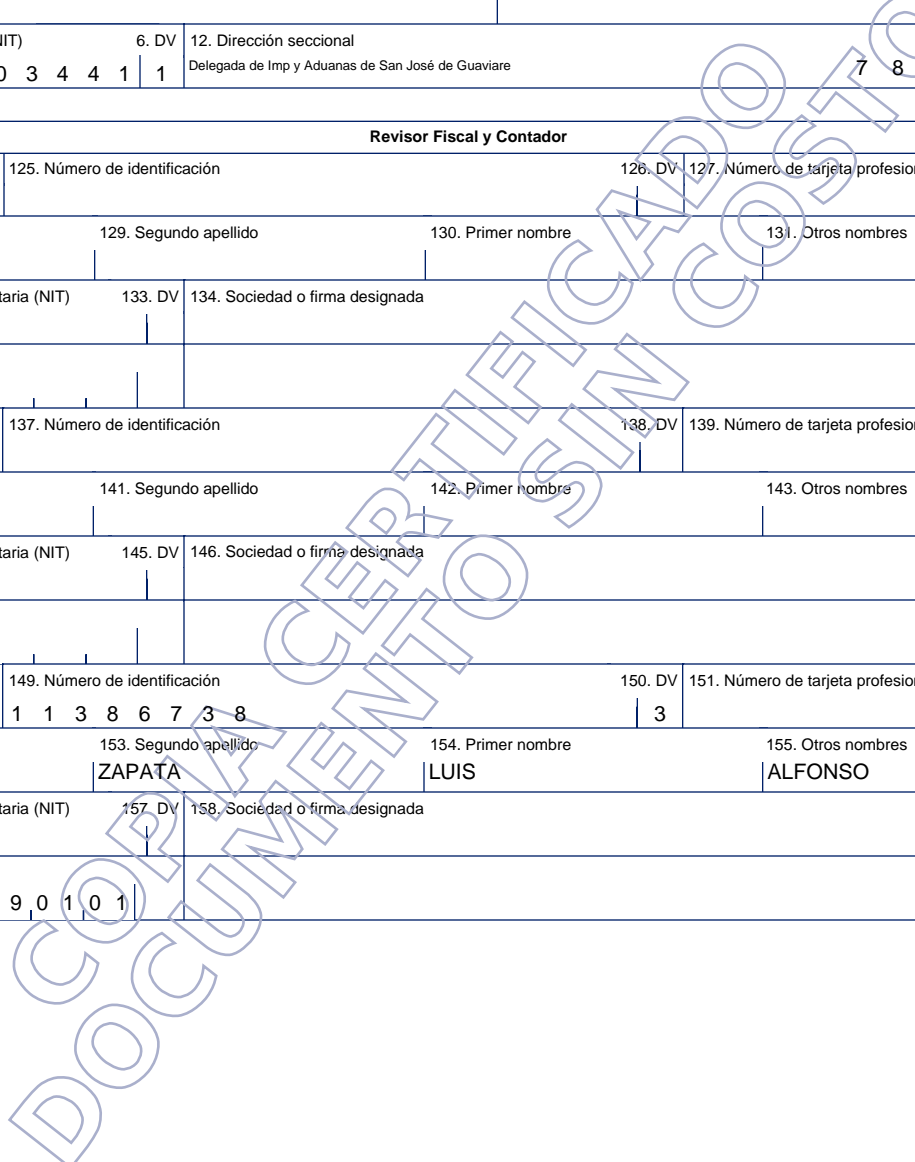 NIT) 6. DV 12. Dirección seccional
0 3 4 4 1 1 Delegada de Imp y Aduanas de San José de Guaviare 7 8
Revisor Fiscal y Contador
125. Número de identificación 126. DV 127. Número de tarjeta profesion
129. Segundo apellido 130. Primer nombre 131. Otros nombres
taria (NIT) 133. DV 134. Sociedad o firma designada
137. Número de identificación 138. DV 139. Número de tarjeta profesion
141. Segundo apellido 142. Primer nombre 143. Otros nombres
taria (NIT) 145. DV 146. Sociedad o firma designada
149. Número de identificación 150. DV 151. Número de tarjeta profesion
1 1 3 8 6 7 3 8 3
153. Segundo apellido 154. Primer nombre 155. Otros nombres
ZAPATA LUIS ALFONSO
taria (NIT) 157. DV 158. Sociedad o firma designada
9 0 1 0 1
COPIA CERTIFICADO
DOCUMENTO SIN COSTO